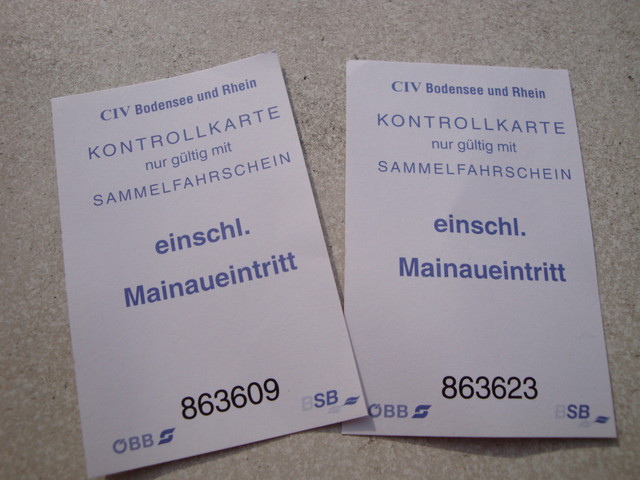 CIV Bodensee und Rhein
KONTROLLKARTE
nur gültig mit
SAMMELFAHRSCHEIN
einschl.
Mainaueintritt
863609
ÖBB
BSB
CIV Bodensee und Rhein
KONTROLLKARTE
nur gültig mit
SAMMELFAHRSCHEIN
einschl.
Mainaueintritt
863623
ÖBB
BSB